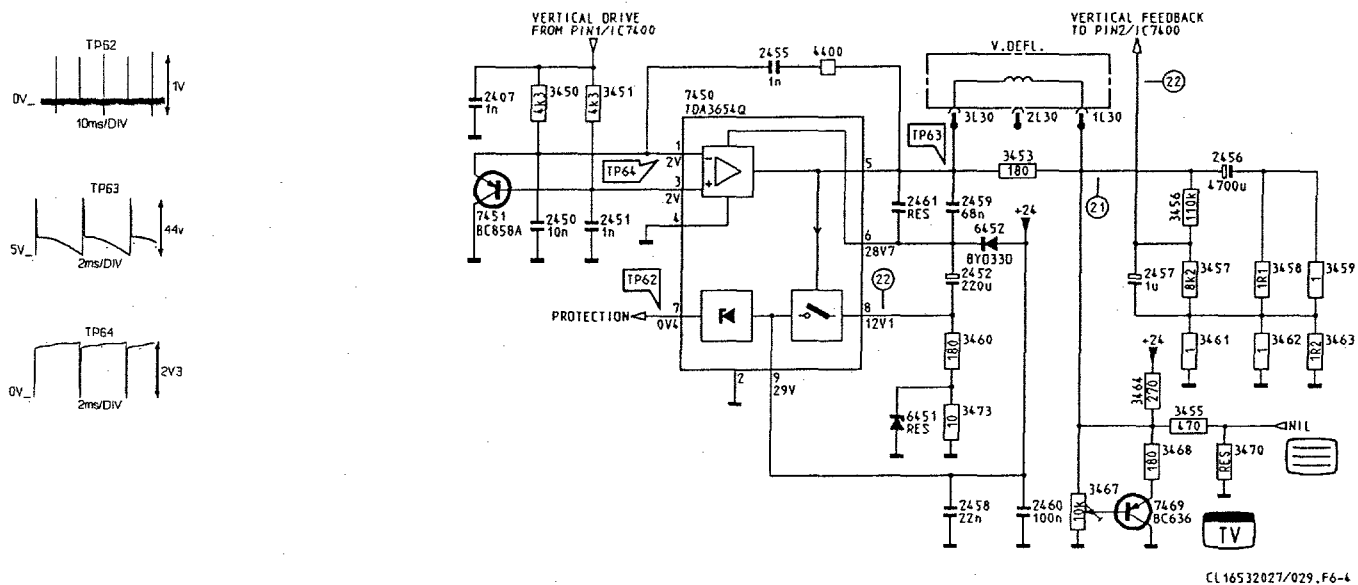 VERTICAL DRIVE
FROM PIN1/IC7400
VERTICAL FEEDBACK
TO PIN2/IC7400
TP62
0V_
1V
10ms/DIV
TP63
5V_
44v
2ms/DIV
TP64
0V_
2V3
2ms/DIV
2455
1n
4400
V.DEFL.
3L30
2L30
1L30
22
2407
1n
3450
4k3
3451
4k3
7450
TDA3654Q
TP63
3453
180
2456
4700u
1
2V
TP64
3
2V
4
5
7451
BC858A
2450
10n
2451
1n
2461
RES
2459
68n
+24
6452
BYD33D
6
28V7
21
3456
110k
2457
1u
3457
8k2
3458
1R1
3459
1
2452
220u
22
TP62
PROTECTION
7
0V4
8
12V1
2
9
29V
3460
180
6451
RES
3473
10
3461
1
3462
1
3463
1R2
+24
3464
270
3455
470
NIL
3468
180
3470
RES
2458
22n
2460
100n
3467
10k
7469
BC636
TV
CL16532027/029.F6-4